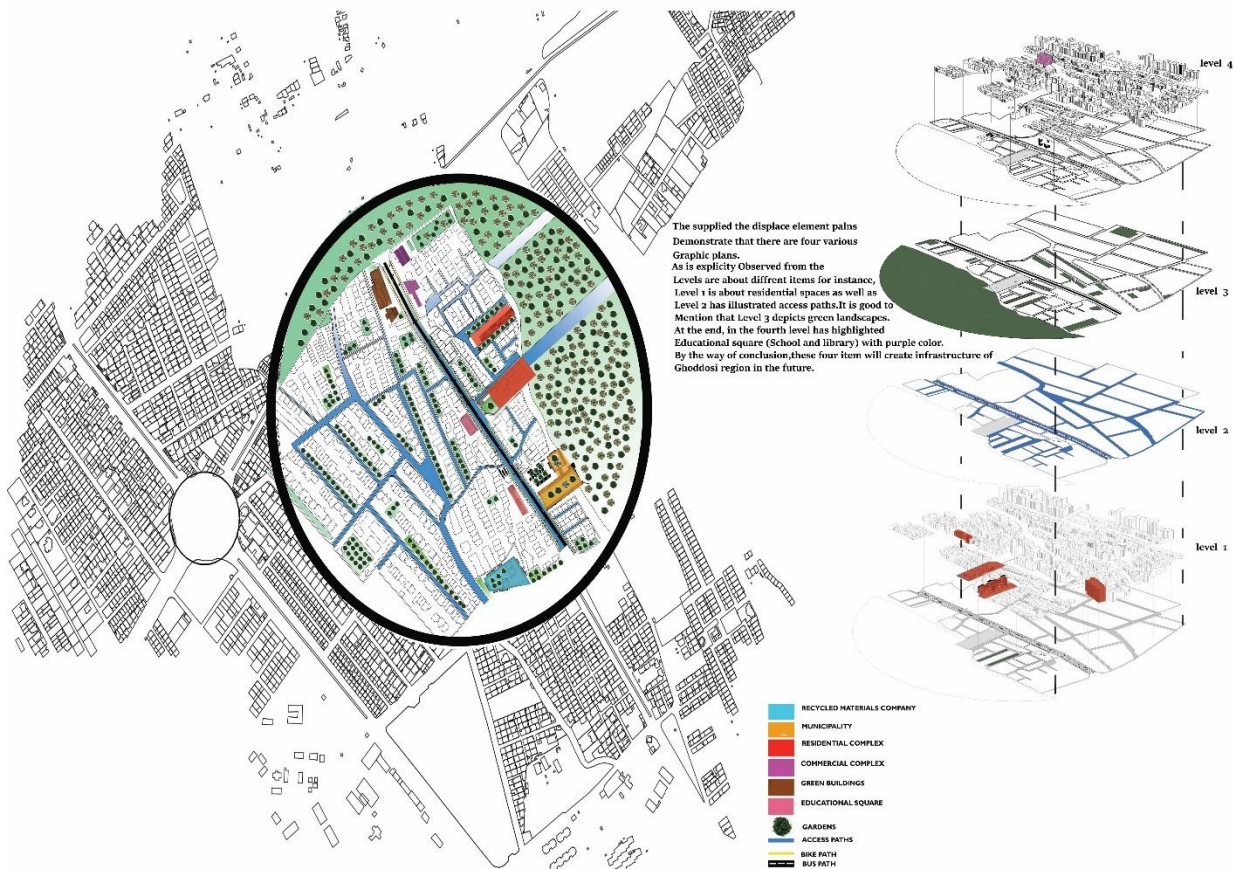 level 4
The supplied the displace element palns
Demonstrate that there are four various
Graphic plans.
As is explicity Observed from the
Levels are about diffrent items for instance,
Level 1 is about residential spaces as well as
Level 2 has illustrated access paths.It is good to
Mention that Level 3 depicts green landscapes.
At the end, in the fourth level has highlighted
Educational square (School and library) with purple color.
By the way of conclusion,these four item will create infrastructure of
Ghoddosi region in the future.
level 3
level 2
level 1
RECYCLED MATERIALS COMPANY
MUNICIPALITY
RESIDENTIAL COMPLEX
COMMERCIAL COMPLEX
GREEN BUILDINGS
EDUCATIONAL SQUARE
GARDENS
ACCESS PATHS
BIKE PATH
BUS PATH